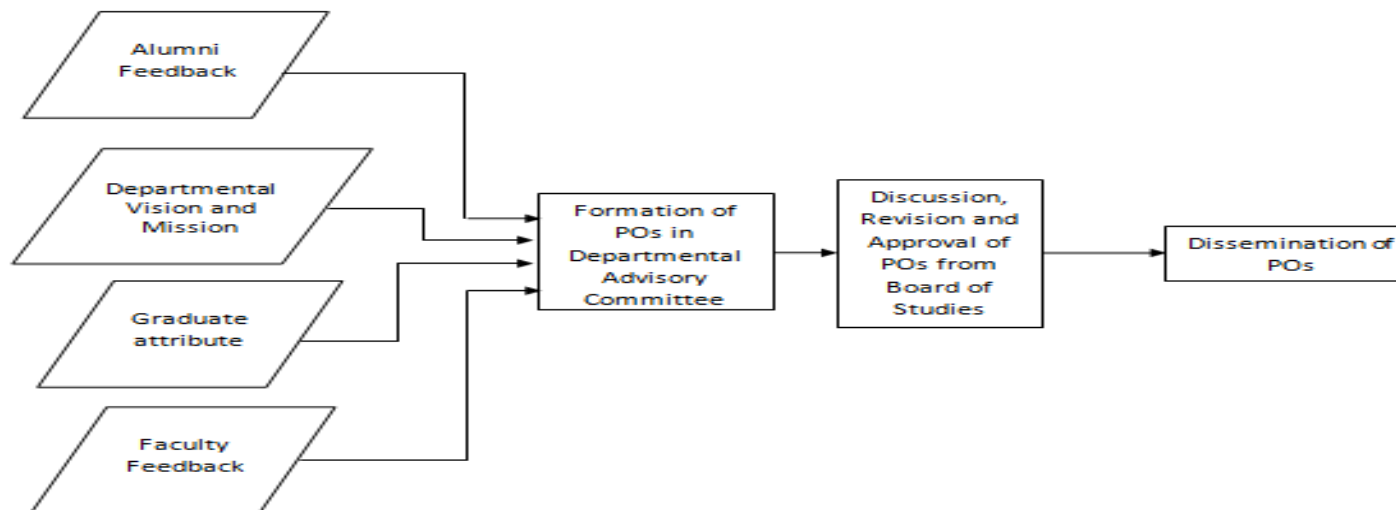 Alumni
Feedback
Departmental
Vision and
Mission
Graduate
attribute
Faculty
Feedback
Formation of
POs in
Departmental
Advisory
Committee
Discussion,
Revision and
Approval of
POs from
Board of
Studies
Dissemination of
POs